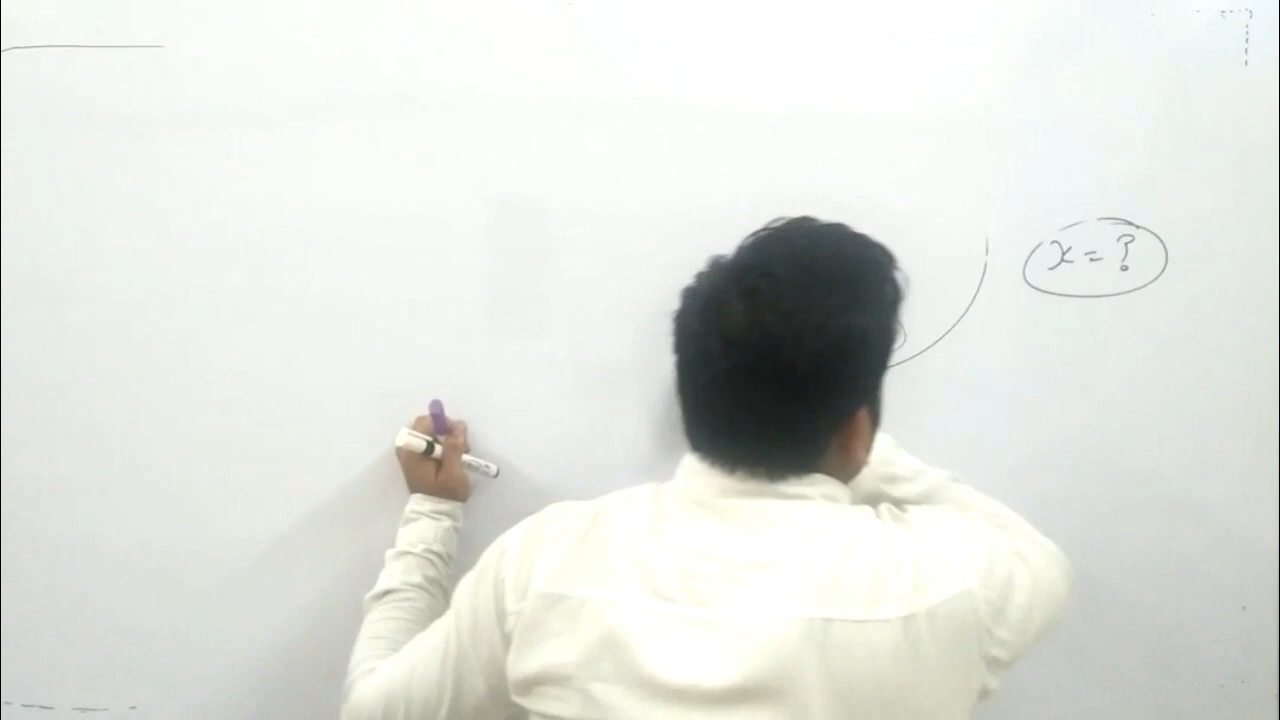 x = ?